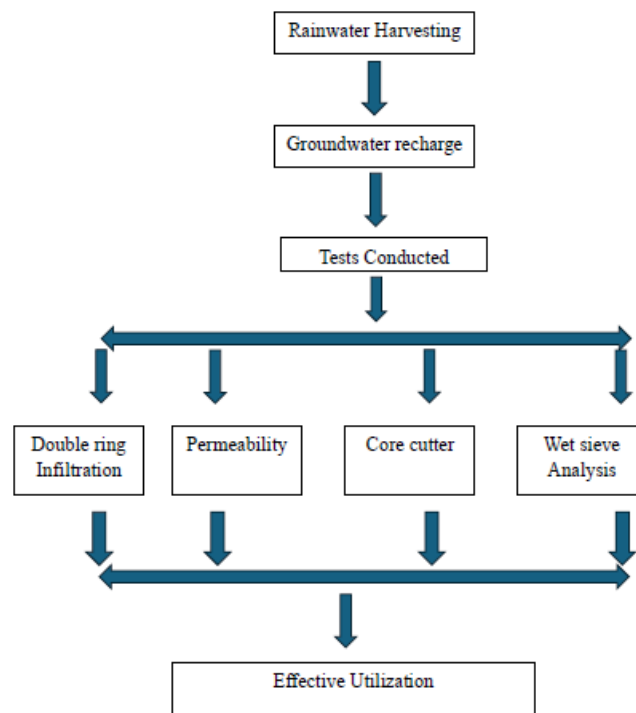 Rainwater Harvesting
Groundwater recharge
Tests Conducted
Double ring
Infiltration
Permeability
Core cutter
Wet sieve
Analysis
Effective Utilization